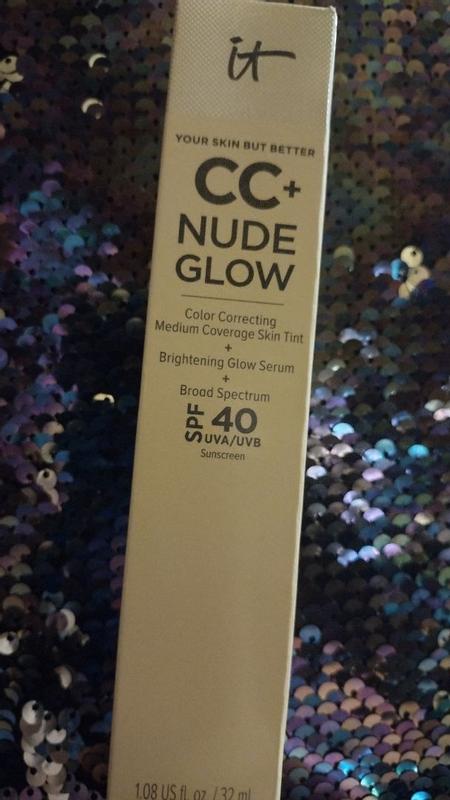 it
YOUR SKIN BUT BETTER
CC+
NUDE
GLOW
Color Correcting
Medium Coverage Skin Tint
+
Brightening Glow Serum
+
Broad Spectrum
SPF 40
UVA/UVB
Sunscreen
1.08 US fl. oz. / 32 mL